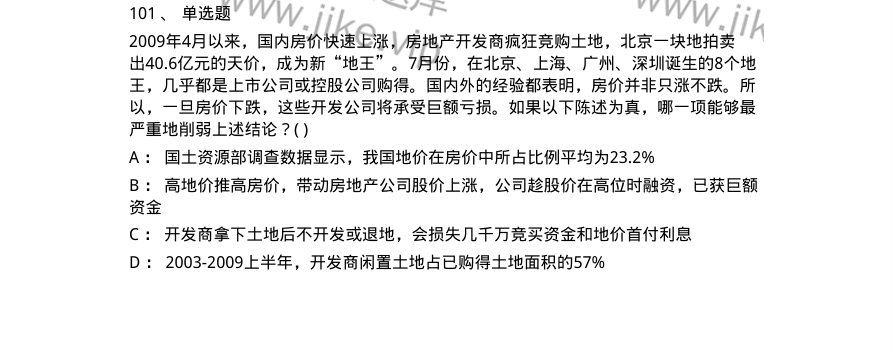 101 、 单选题
2009年4月以来，国内房价快速上涨，房地产开发商疯狂竞购土地，北京一块地拍卖
出40.6亿元的天价，成为新“地王”。7月份，在北京、上海、广州、深圳诞生的8个地
王，几乎都是上市公司或控股公司购得。国内外的经验都表明，房价并非只涨不跌。所
以，一旦房价下跌，这些开发公司将承受巨额亏损。如果以下陈述为真，哪一项能够最
严重地削弱上述结论？( )
A ： 国土资源部调查数据显示，我国地价在房价中所占比例平均为23.2%
B ： 高地价推高房价，带动房地产公司股价上涨，公司趁股价在高位时融资，已获巨额
资金
C ： 开发商拿下土地后不开发或退地，会损失几千万竞买资金和地价首付利息
D ： 2003-2009上半年，开发商闲置土地占已购得土地面积的57%